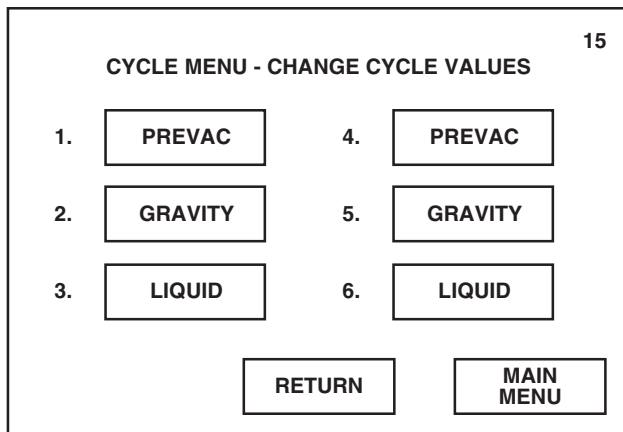 15
CYCLE MENU - CHANGE CYCLE VALUES
1. PREVAC 4. PREVAC
2. GRAVITY 5. GRAVITY
3. LIQUID 6. LIQUID
RETURN MAIN
MENU